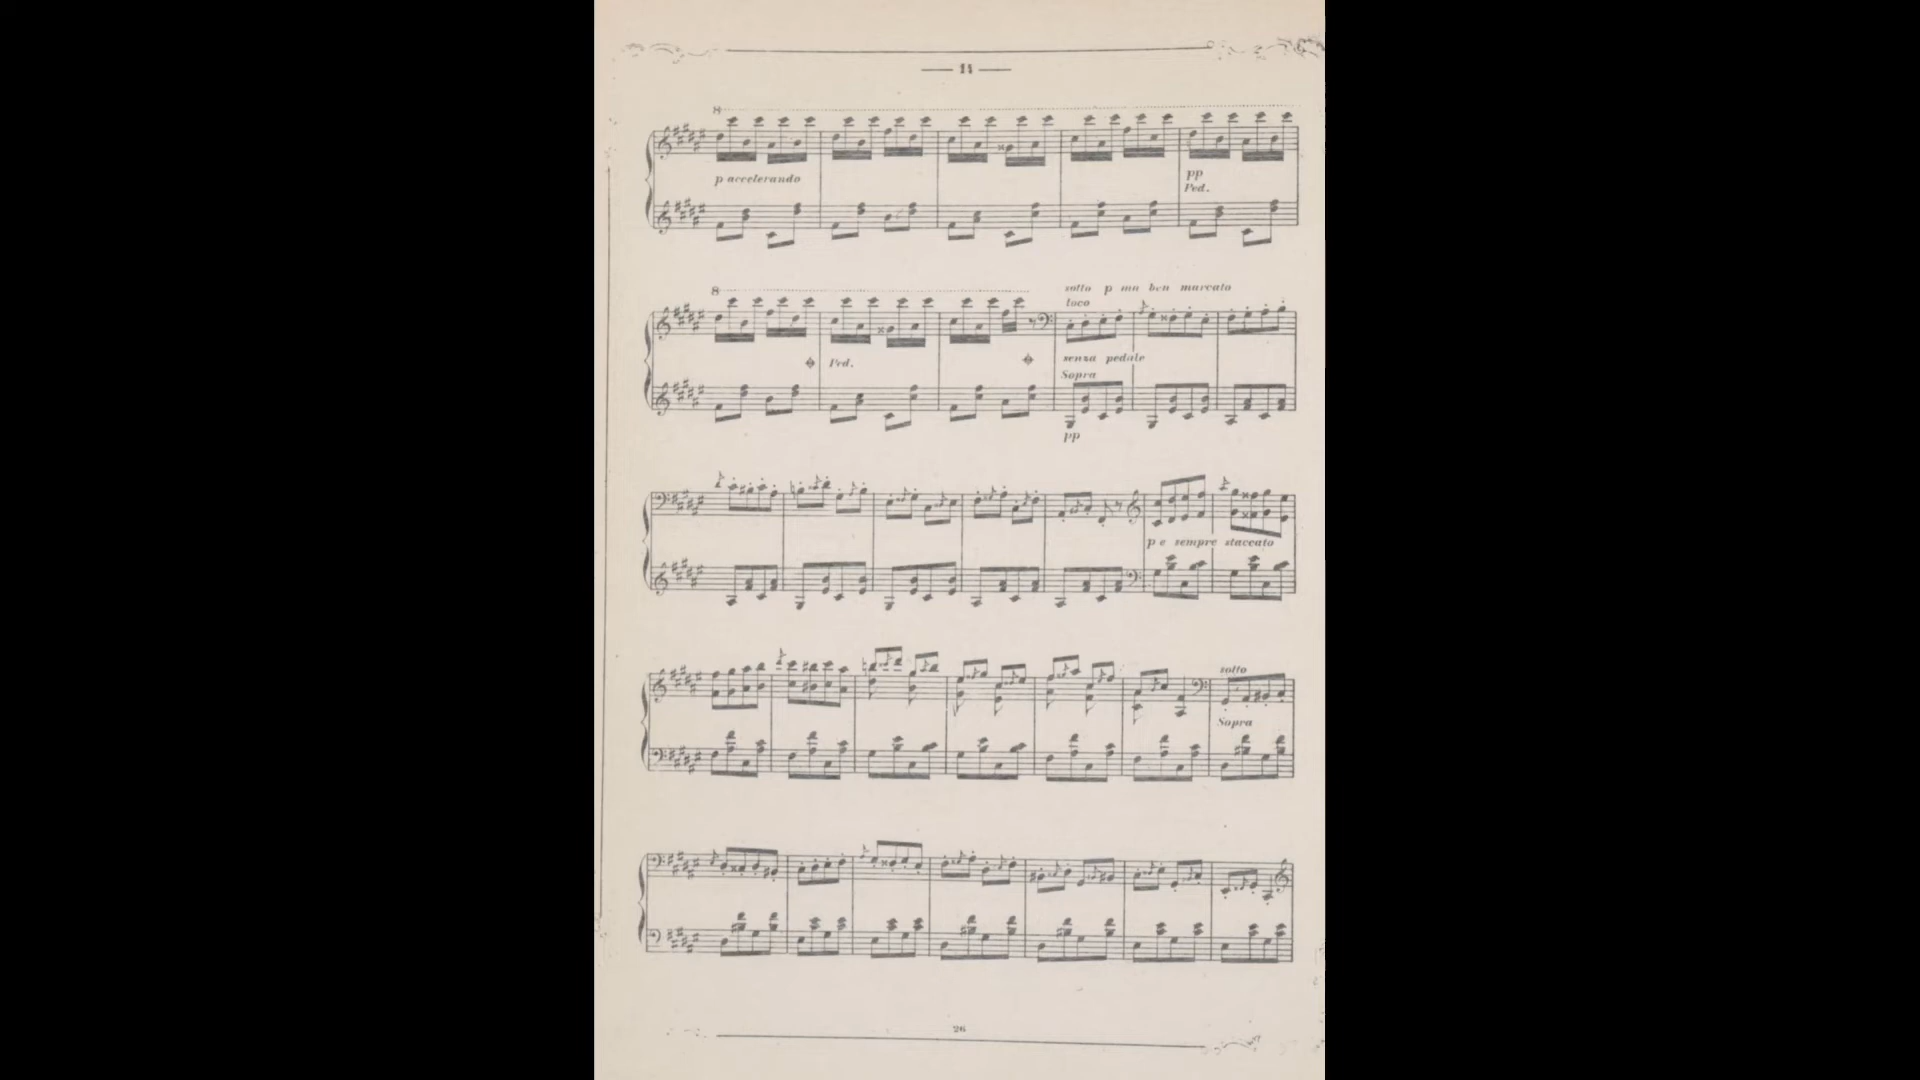 14
8
p accelerando
pp
Ped.
8
sotto p ma ben marcato
loco
Ped.
senza pedale
Sopra
pp
p e sempre staccato
sotto
Sopra
26